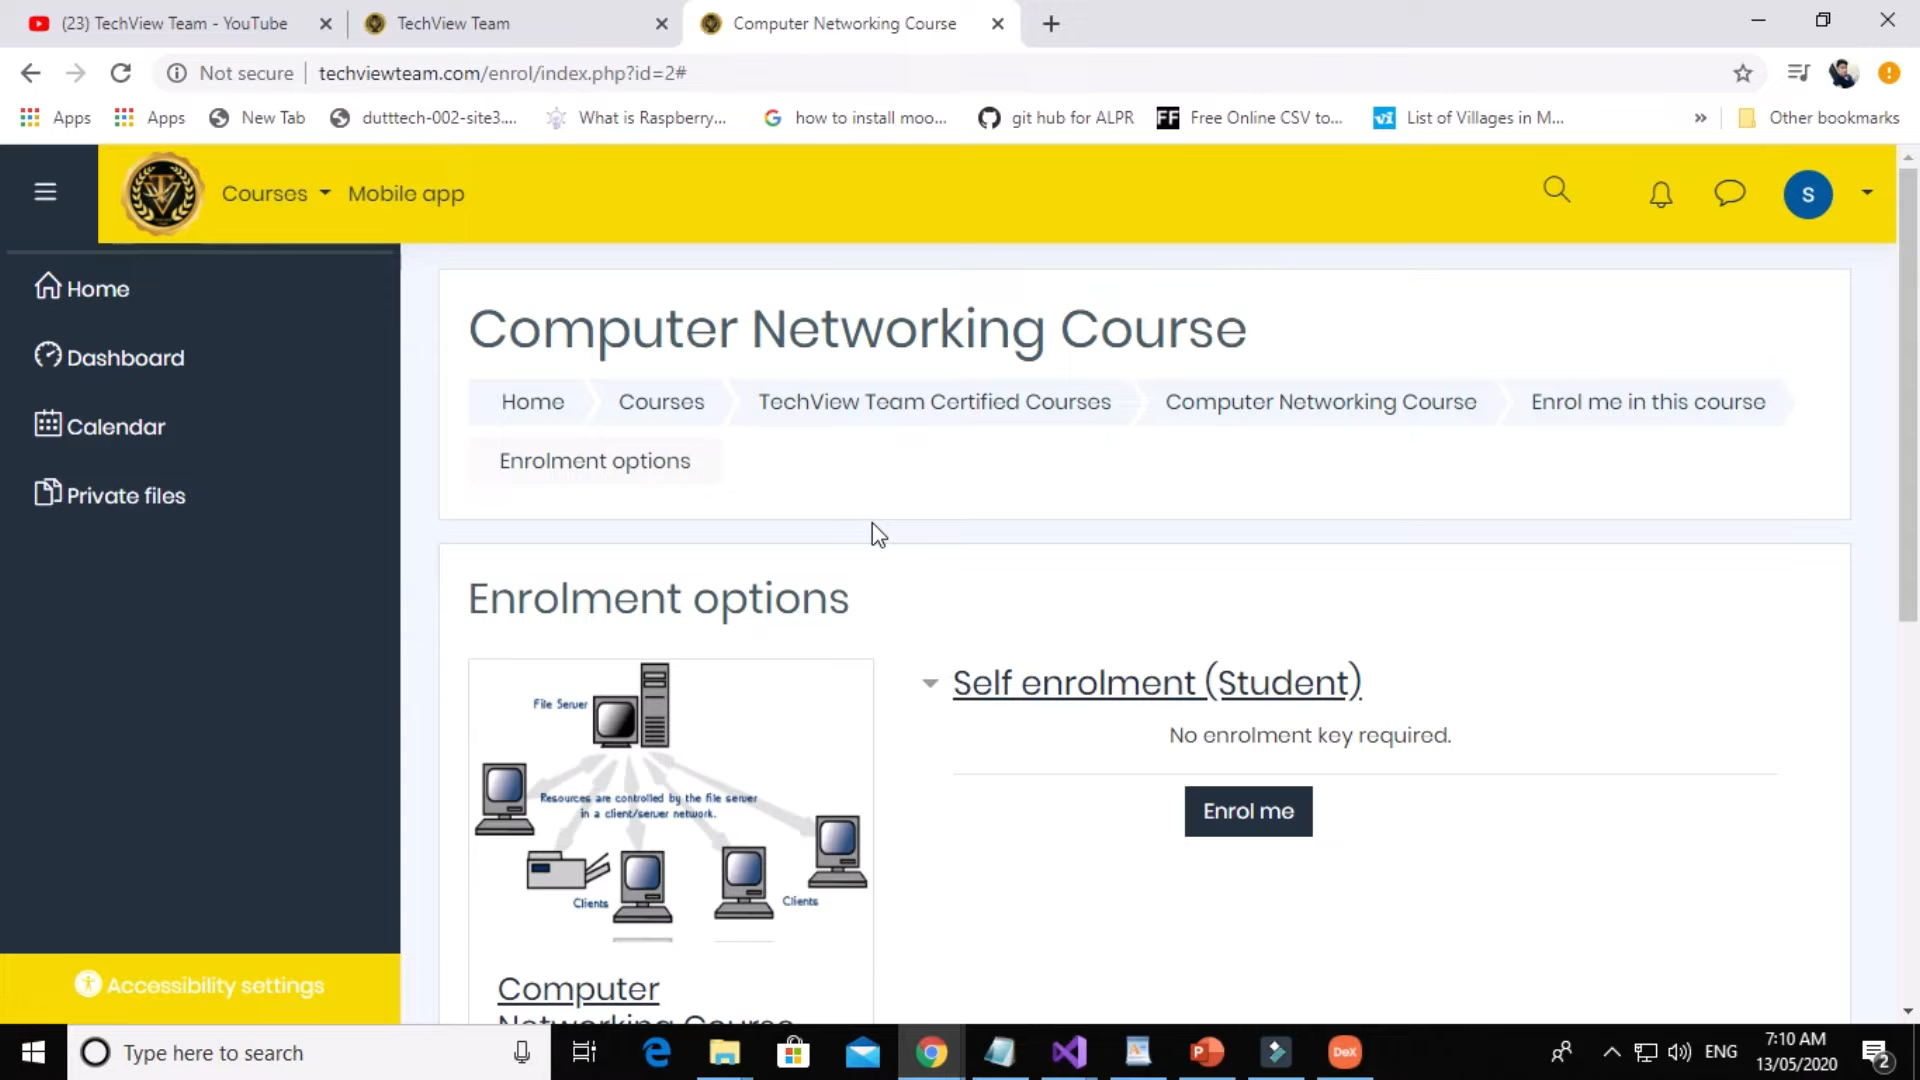 (23) TechView Team - YouTube
TechView Team
Computer Networking Course
Not secure
techviewteam.com/enrol/index.php?id=2#
Apps
Apps
New Tab
dutttech-002-site3....
What is Raspberry...
how to install moo...
git hub for ALPR
FF
Free Online CSV to...
List of Villages in M...
»
Other bookmarks
Courses
Mobile app
S
Home
Dashboard
Calendar
Private files
Computer Networking Course
Home
Courses
TechView Team Certified Courses
Computer Networking Course
Enrol me in this course
Enrolment options
Enrolment options
File Server
Resources are controlled by the file server
in a client/server network.
Clients
Clients
Self enrolment (Student)
No enrolment key required.
Enrol me
Computer
Networking Course
Accessibility settings
Type here to search
DeX
ENG
7:10 AM
13/05/2020
2